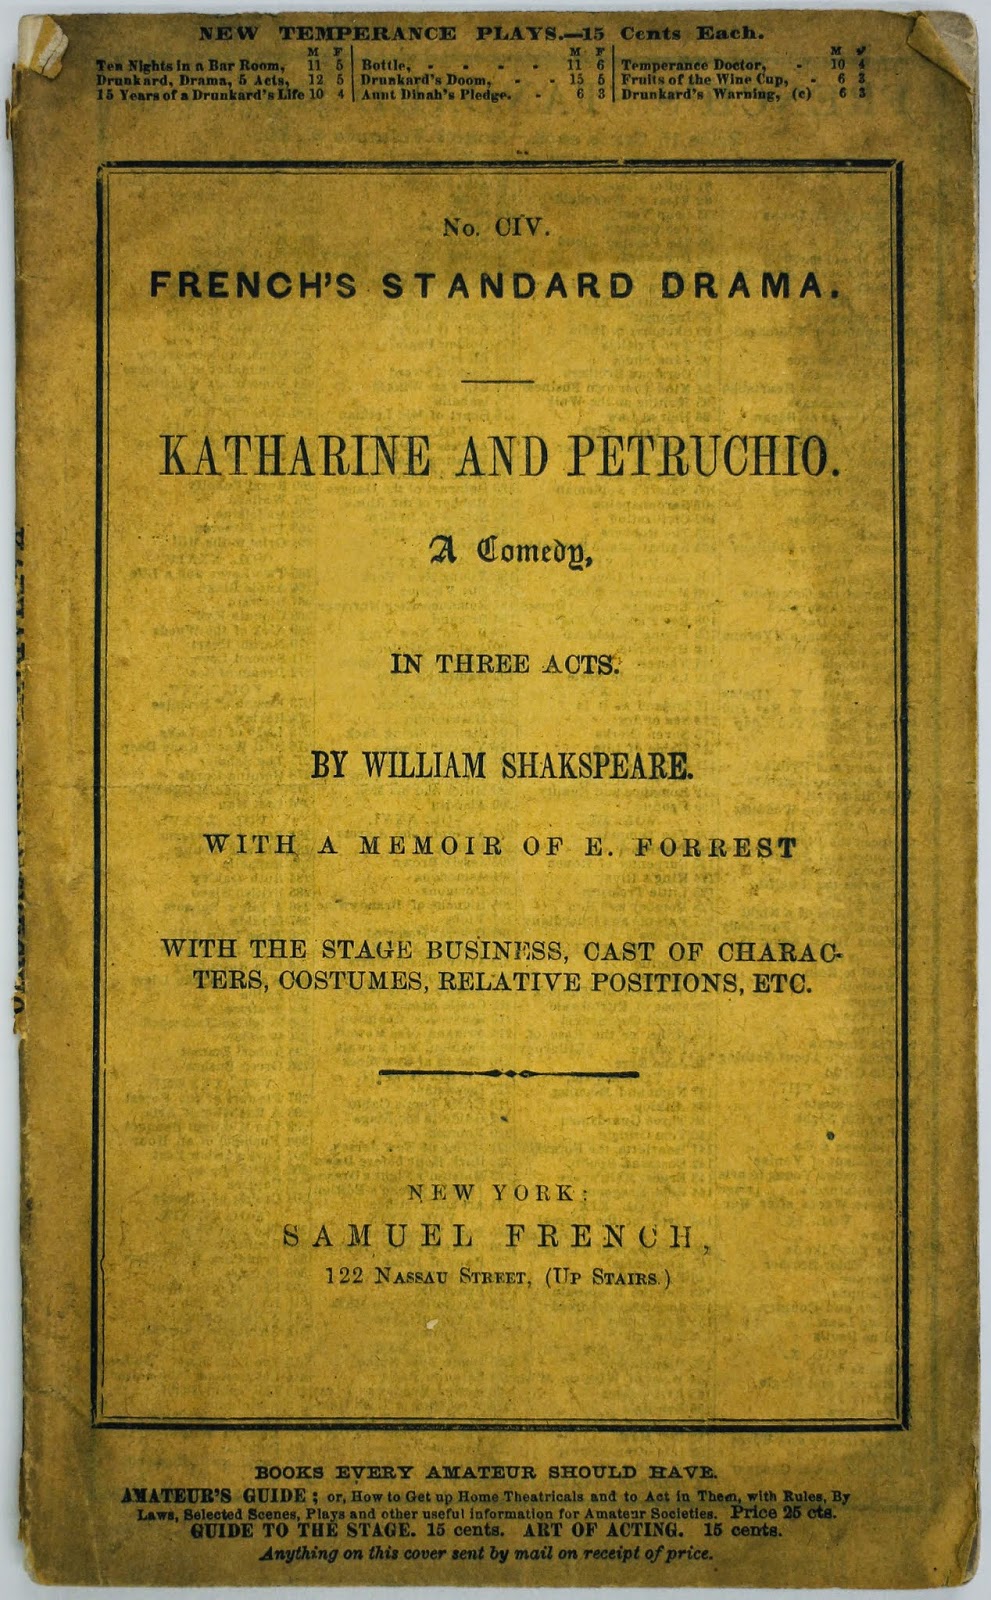 NEW TEMPERANCE PLAYS.—15 Cents Each.
M F
Ten Nights in a Bar Room, 11 5
Drunkard, Drama, 5 Acts, 12 5
15 Years of a Drunkard's Life 10 4
M F
Bottle, - - - - 11 6
Drunkard's Doom, - - 15 5
Aunt Dinah's Pledge. - 6 3
M F
Temperance Doctor, - 10 4
Fruits of the Wine Cup, - 6 3
Drunkard's Warning, (c) 6 3
No. CIV.
FRENCH'S STANDARD DRAMA.
KATHARINE AND PETRUCHIO.
A Comedy,
IN THREE ACTS.
BY WILLIAM SHAKSPEARE.
WITH A MEMOIR OF E. FORREST
WITH THE STAGE BUSINESS, CAST OF CHARAC-
TERS, COSTUMES, RELATIVE POSITIONS, ETC.
NEW YORK:
SAMUEL FRENCH,
122 NASSAU STREET, (UP STAIRS.)
BOOKS EVERY AMATEUR SHOULD HAVE.
AMATEUR'S GUIDE; or, How to Get up Home Theatricals and to Act in Them, with Rules, By
Laws, Selected Scenes, Plays and other useful information for Amateur Societies. Price 25 cts.
GUIDE TO THE STAGE. 15 cents. ART OF ACTING. 15 cents.
Anything on this cover sent by mail on receipt of price.